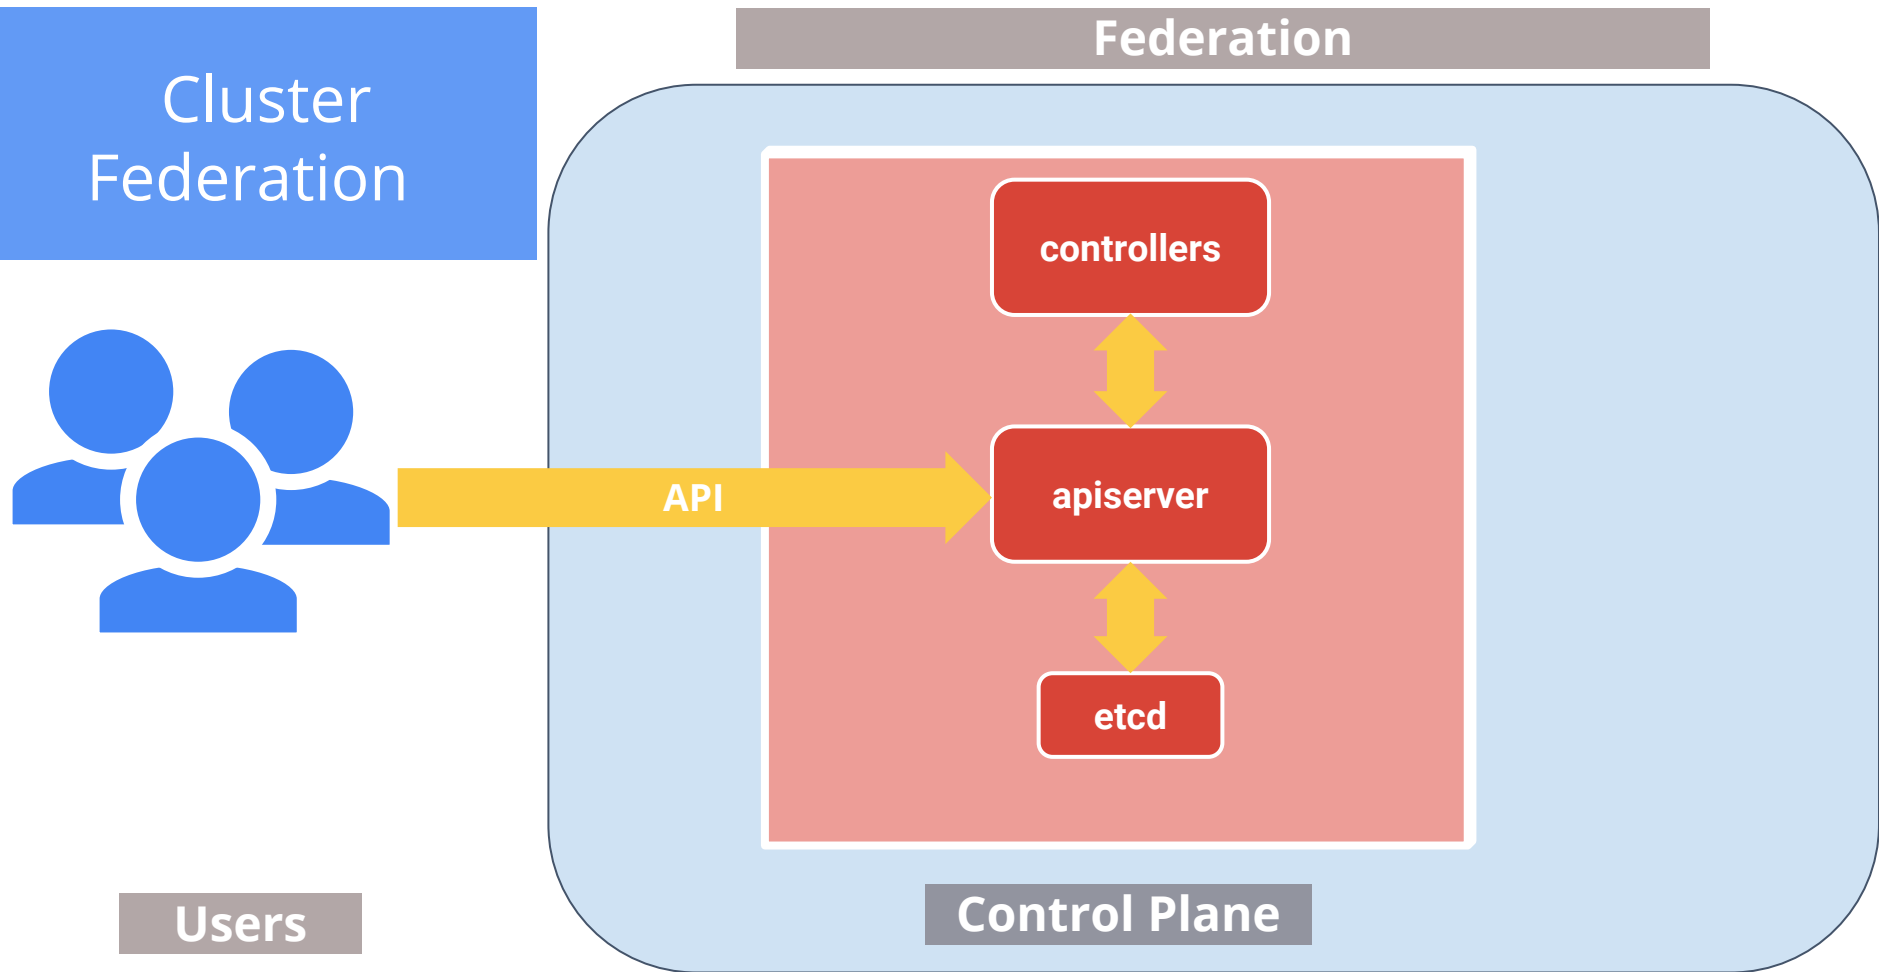 Cluster
Federation
Federation
controllers
API
apiserver
etcd
Users
Control Plane